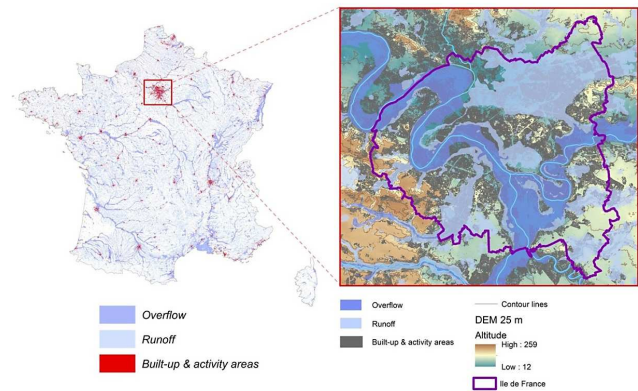 Overflow
Runoff
Built-up & activity areas
Overflow
Runoff
Built-up & activity areas
Contour lines
DEM 25 m
Altitude
High : 259
Low : 12
Ile de France